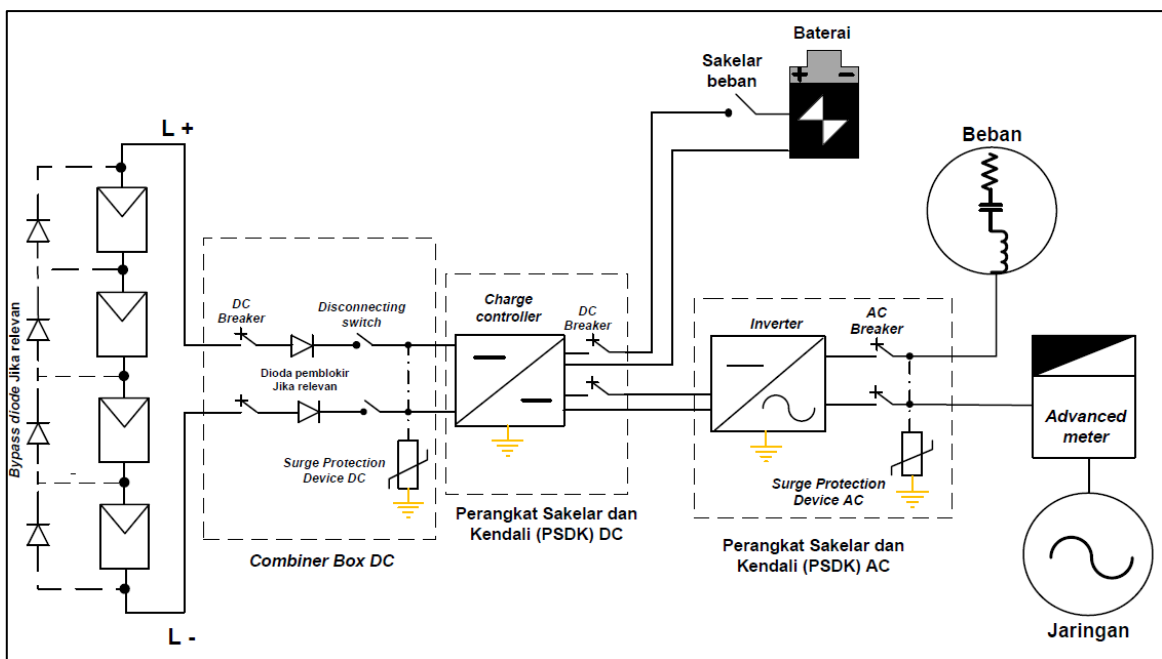 Baterai
+ -
Sakelar
beban
L +
Beban
Bypass diode Jika relevan
DC
Breaker
Disconnecting
switch
Dioda pemblokir
Jika relevan
Surge Protection
Device DC
Combiner Box DC
Charge
controller
DC
Breaker
Perangkat Sakelar dan
Kendali (PSDK) DC
Inverter
AC
Breaker
Surge Protection
Device AC
Perangkat Sakelar dan
Kendali (PSDK) AC
Advanced
meter
Jaringan
L -